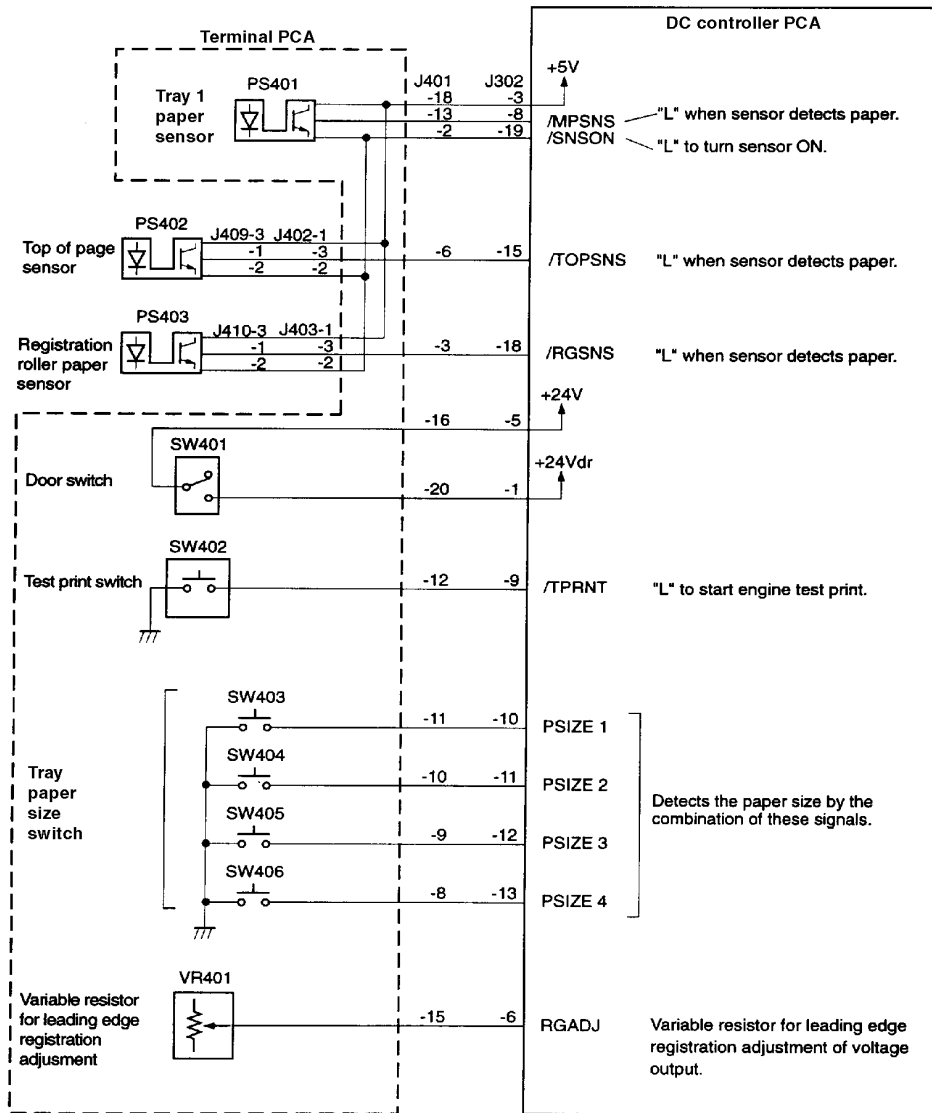 DC controller PCA
Terminal PCA
+5V
PS401
J401
J302
Tray 1
paper
sensor
-18
-3
-13
-8
/MPSNS
"L" when sensor detects paper.
-2
-19
/SNSON
"L" to turn sensor ON.
PS402
Top of page
sensor
J409-3
J402-1
-1
-3
-2
-2
-6
-15
/TOPSNS
"L" when sensor detects paper.
PS403
Registration
roller paper
sensor
J410-3
J403-1
-1
-3
-2
-2
-3
-18
/RGSNS
"L" when sensor detects paper.
+24V
-16
-5
SW401
Door switch
+24Vdr
-20
-1
SW402
Test print switch
-12
-9
/TPRNT
"L" to start engine test print.
Tray
paper
size
switch
SW403
-11
-10
PSIZE 1
SW404
-10
-11
PSIZE 2
SW405
-9
-12
PSIZE 3
SW406
-8
-13
PSIZE 4
Detects the paper size by the
combination of these signals.
VR401
Variable resistor
for leading edge
registration
adjusment
-15
-6
RGADJ
Variable resistor for leading edge
registration adjustment of voltage
output.